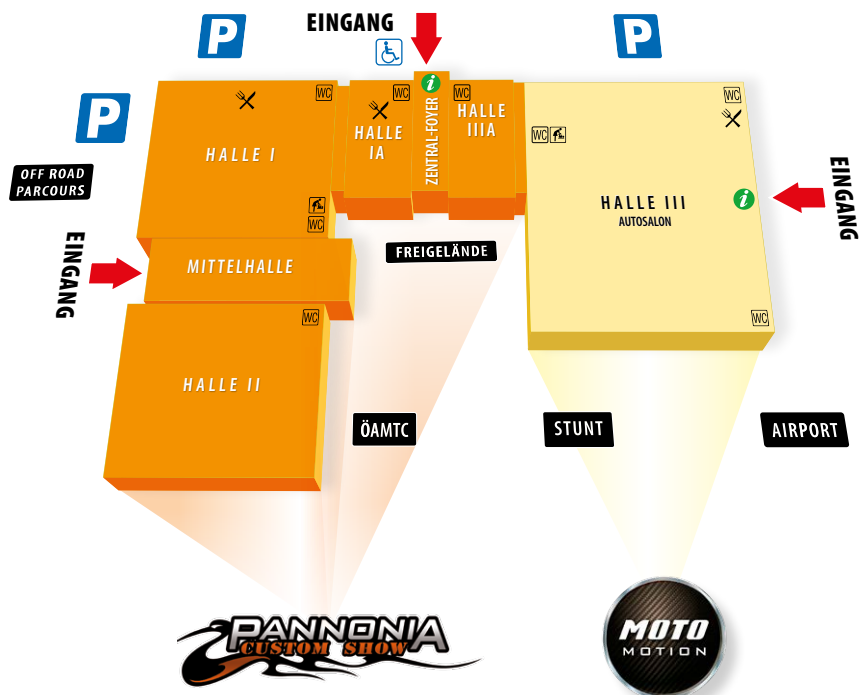 EINGANG
P
P
P
WC
WC
WC
WC
i
HALLE I
HALLE
IA
ZENTRAL-FOYER
HALLE
IIIA
WC
OFF ROAD
PARCOURS
HALLE III
AUTOSALON
i
EINGANG
WC
FREIGELÄNDE
EINGANG
MITTELHALLE
WC
WC
HALLE II
ÖAMTC
STUNT
AIRPORT
PANNONIA
CUSTOM SHOW
MOTO
MOTION